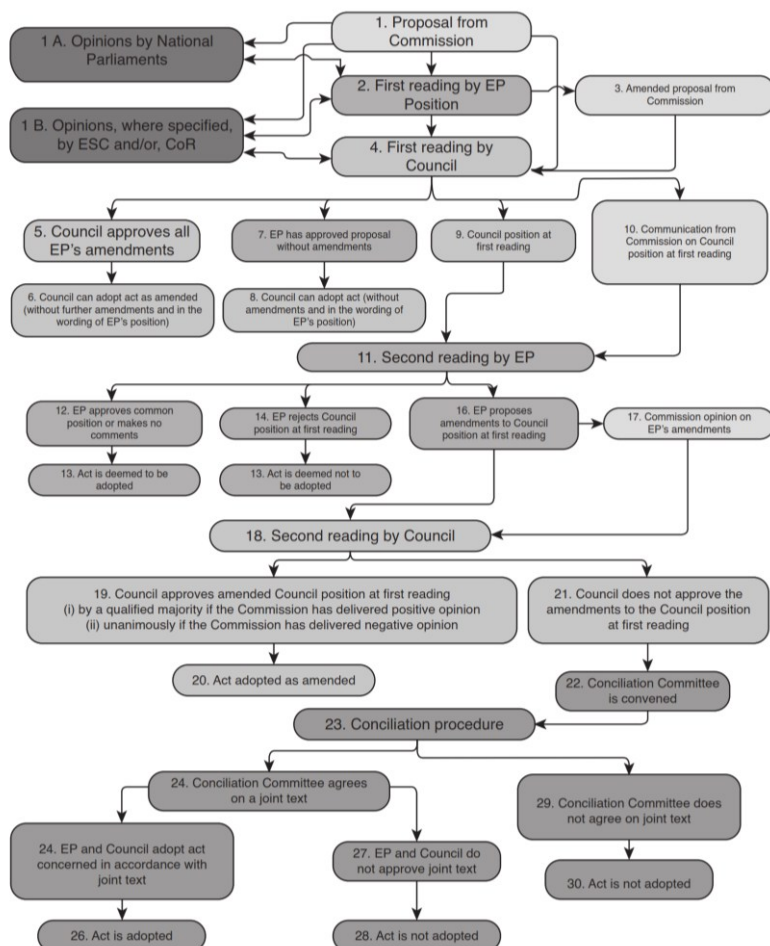 1. Proposal from
Commission
1 A. Opinions by National
Parliaments
2. First reading by EP
Position
3. Amended proposal from
Commission
1 B. Opinions, where specified,
by ESC and/or, CoR
4. First reading by
Council
5. Council approves all
EP's amendments
7. EP has approved proposal
without amendments
9. Council position at
first reading
10. Communication from
Commission on Council
position at first reading
6. Council can adopt act as amended
(without further amendments and in the
wording of EP's position)
8. Council can adopt act (without
amendments and in the wording of
EP's position)
11. Second reading by EP
12. EP approves common
position or makes no
comments
14. EP rejects Council
position at first reading
16. EP proposes
amendments to Council
position at first reading
17. Commission opinion on
EP's amendments
13. Act is deemed to be
adopted
13. Act is deemed not to
be adopted
18. Second reading by Council
19. Council approves amended Council position at first reading
(i) by a qualified majority if the Commission has delivered positive opinion
(ii) unanimously if the Commission has delivered negative opinion
21. Council does not approve the
amendments to the Council position
at first reading
20. Act adopted as amended
22. Conciliation Committee
is convened
23. Conciliation procedure
24. Conciliation Committee agrees
on a joint text
29. Conciliation Committee does
not agree on joint text
24. EP and Council adopt act
concerned in accordance with
joint text
27. EP and Council do
not approve joint text
30. Act is not adopted
26. Act is adopted
28. Act is not adopted